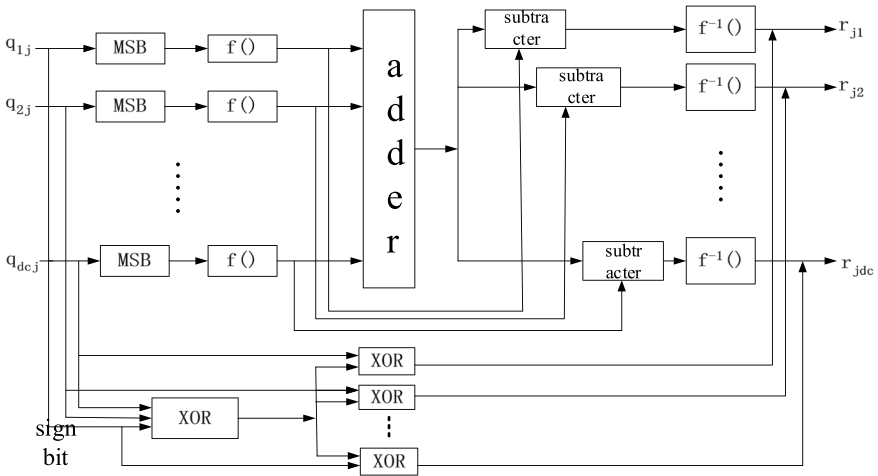 q1j MSB f() subtra cter f⁻¹() rj1
q2j MSB f() subtra cter f⁻¹() rj2
adder
qdcj MSB f() subtr acter f⁻¹() rjdc
XOR
XOR
XOR
sign bit
XOR